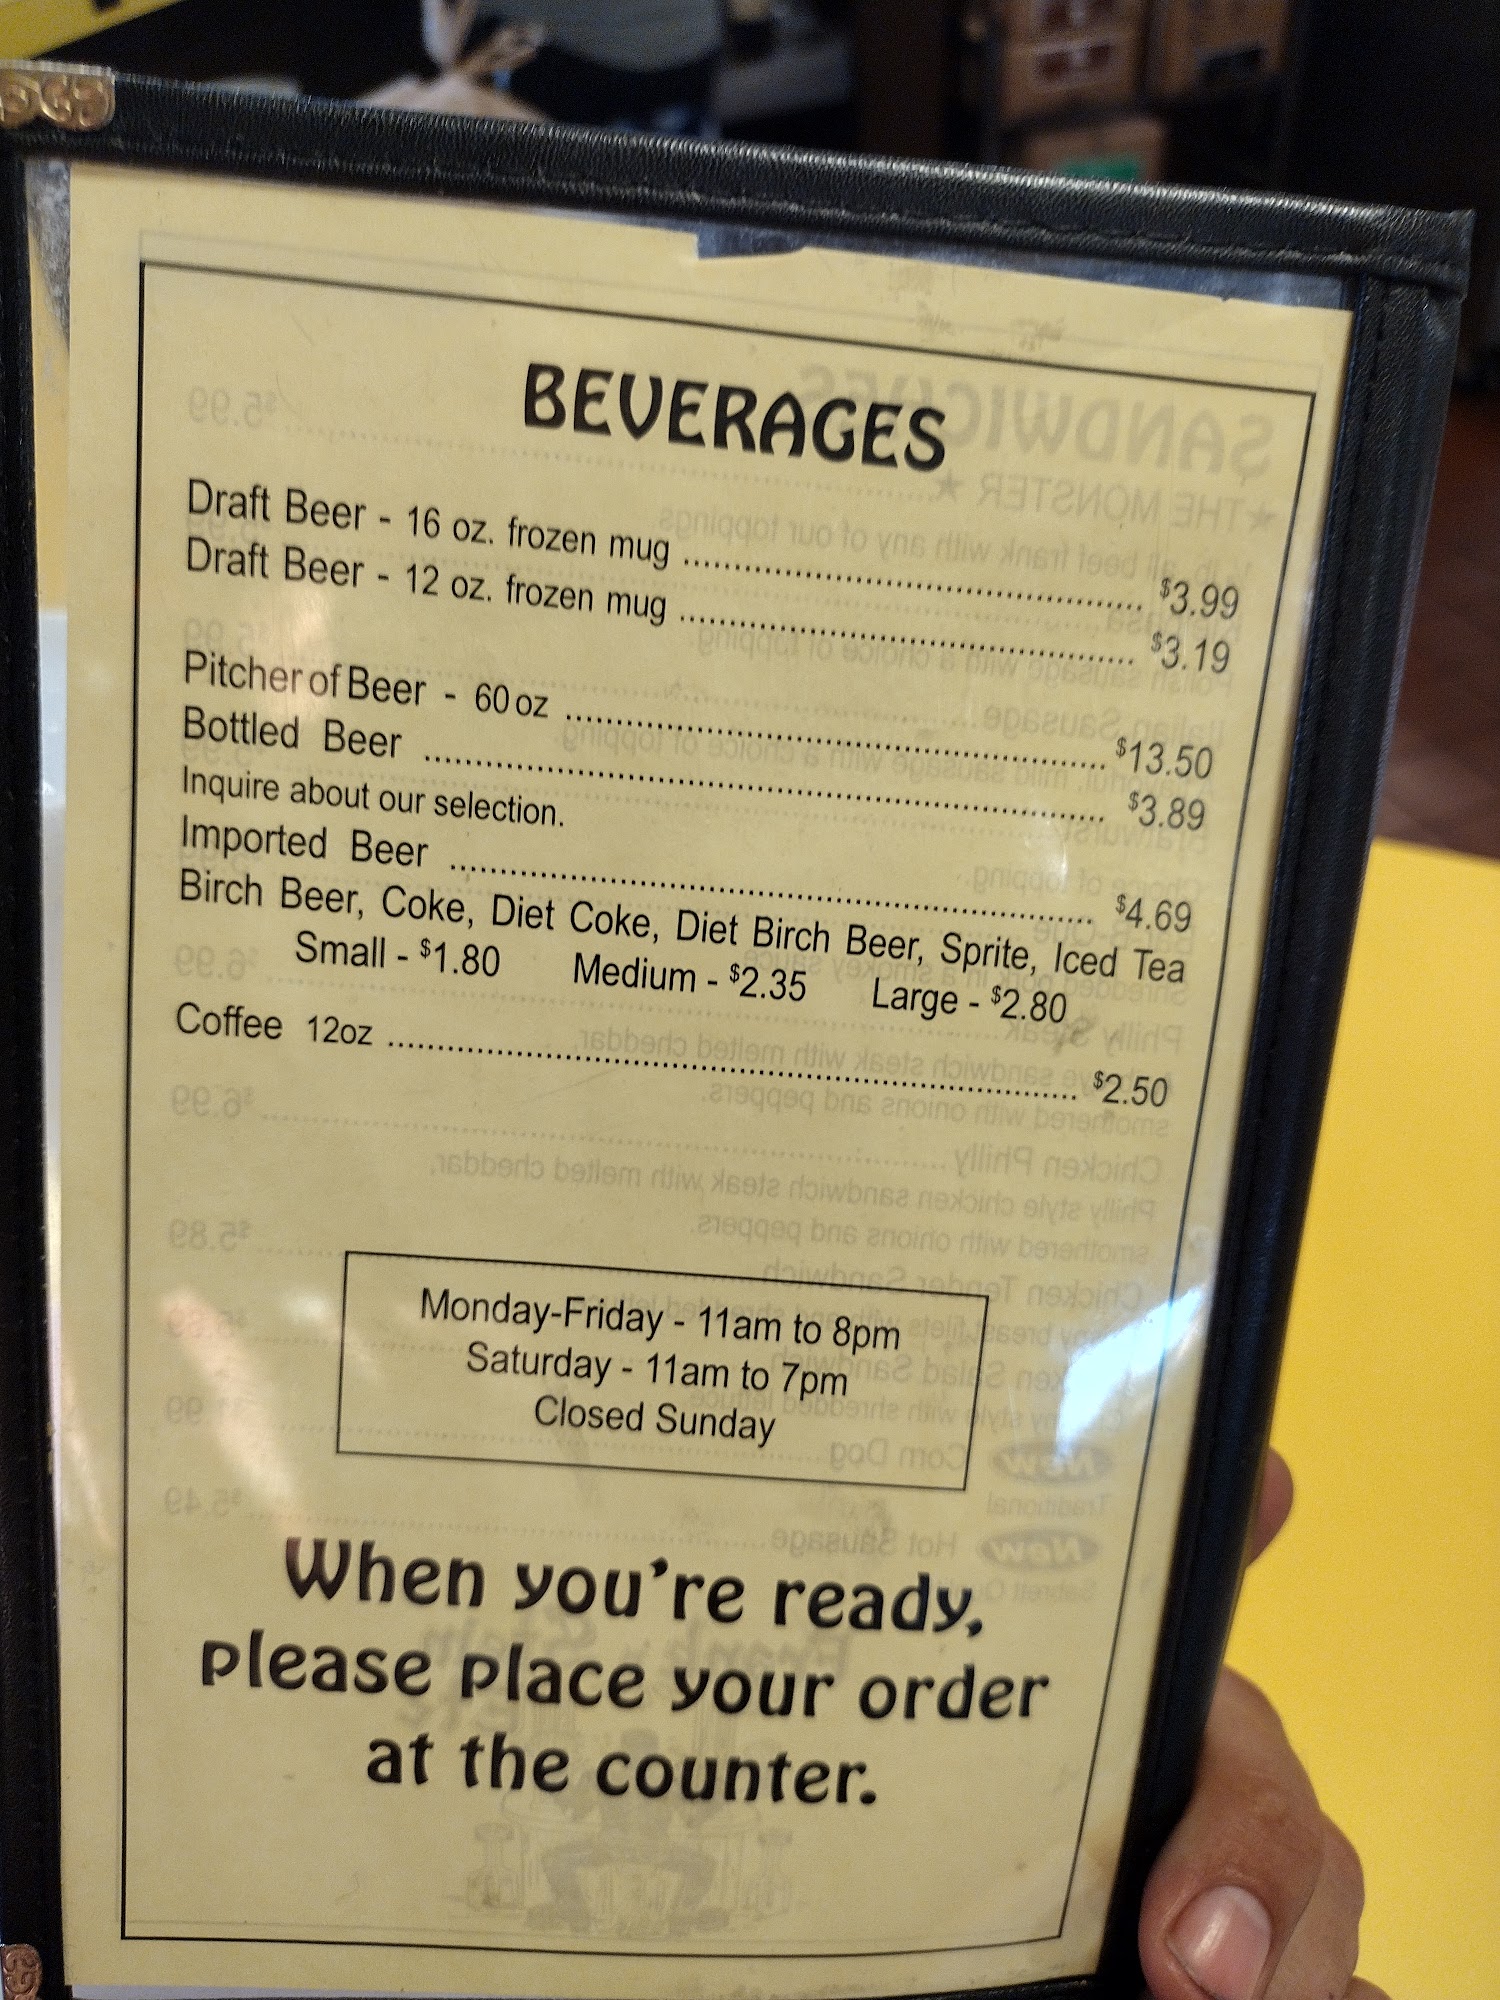 BEVERAGES
Draft Beer - 16 oz. frozen mug ........ $3.99
Draft Beer - 12 oz. frozen mug ........ $3.19
Pitcher of Beer - 60 oz ........ $13.50
Bottled Beer ........ $3.89
Inquire about our selection.
Imported Beer ........ $4.69
Birch Beer, Coke, Diet Coke, Diet Birch Beer, Sprite, Iced Tea
Small - $1.80 Medium - $2.35 Large - $2.80
Coffee 12oz ........ $2.50
Monday-Friday - 11am to 8pm
Saturday - 11am to 7pm
Closed Sunday
When you're ready,
please place your order
at the counter.